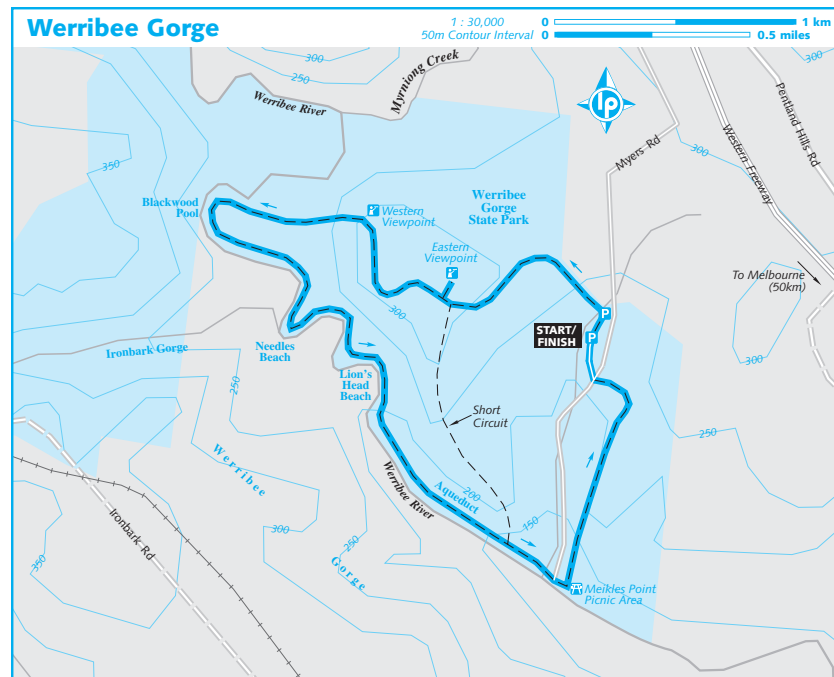 Werribee Gorge
1 : 30,000
50m Contour Interval
0
1 km
0
0.5 miles
300
250
Werribee River
Myrniong Creek
lp
Myers Rd
Western Freeway
Pentland Hills Rd
300
350
Blackwood
Pool
Western
Viewpoint
Werribee
Gorge
State Park
Eastern
Viewpoint
To Melbourne
(50km)
300
P
START/
FINISH
P
300
Ironbark Gorge
Needles
Beach
Lion's
Head
Beach
250
Short
Circuit
250
Werribee
Werribee River
Aqueduct
200
150
300
250
Gorge
Ironbark Rd
350
Meikles Point
Picnic Area